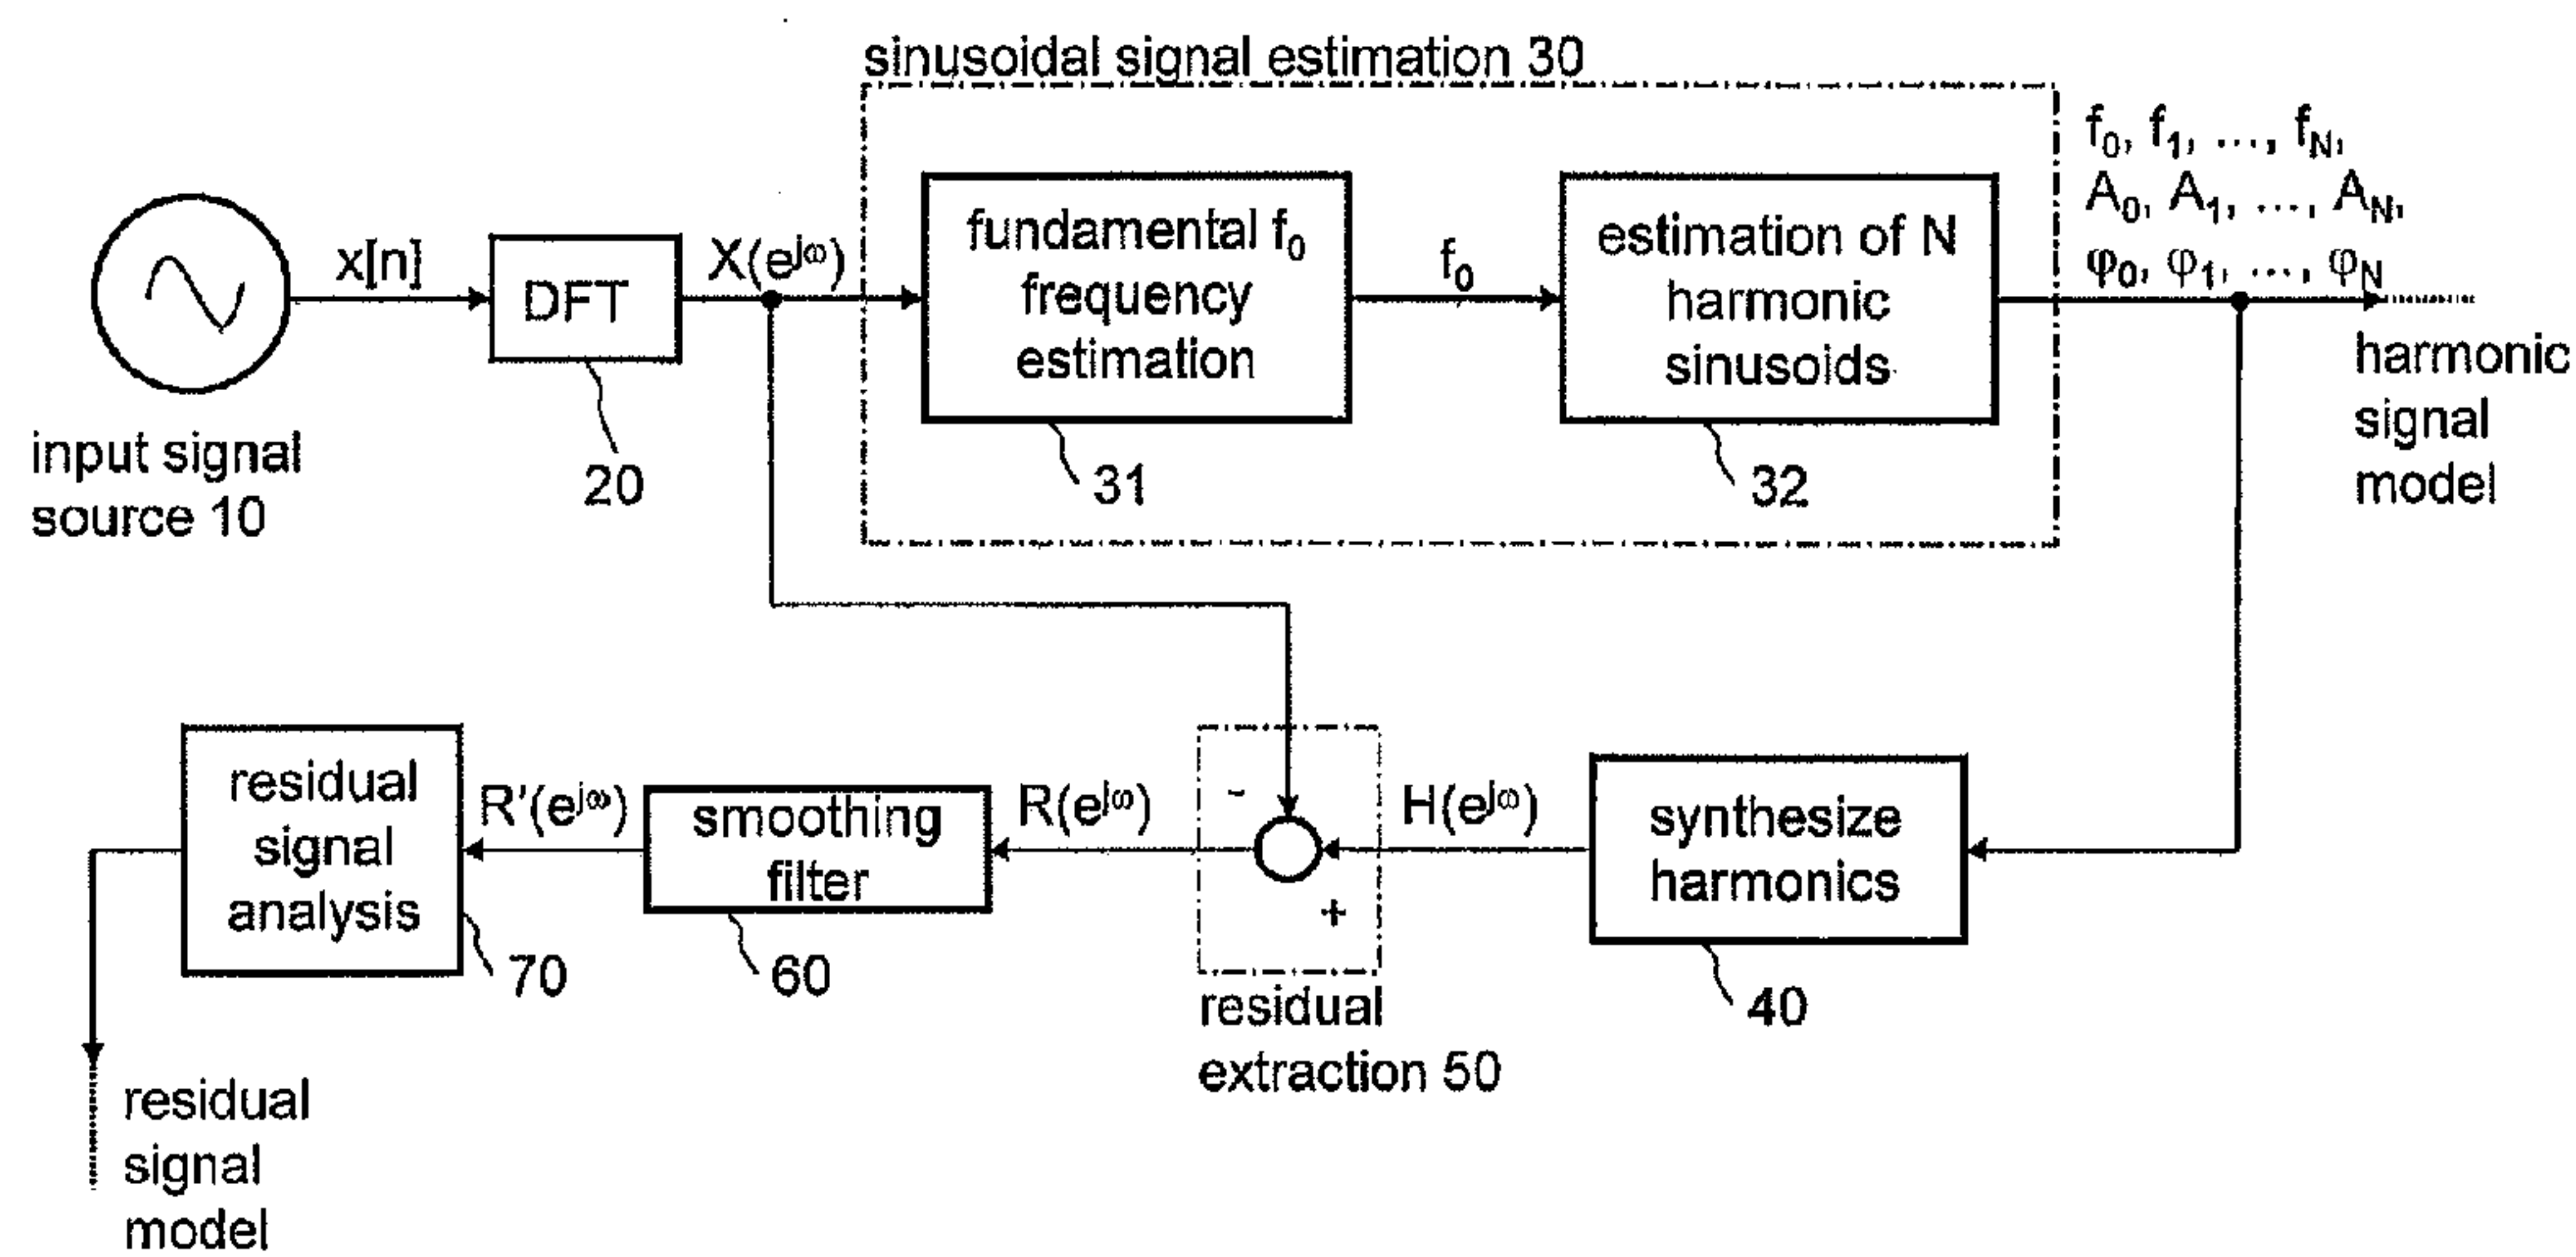 sinusoidal signal estimation 30
f₀, f₁, ..., f_N,
A₀, A₁, ..., A_N,
φ₀, φ₁, ..., φ_N
x[n]
DFT
20
X(e^jω)
fundamental f₀
frequency
estimation
31
f₀
estimation of N
harmonic
sinusoids
32
harmonic
signal
model
input signal
source 10
residual
signal
analysis
70
R'(e^jω)
smoothing
filter
60
R(e^jω)
-
+
residual
extraction 50
H(e^jω)
synthesize
harmonics
40
residual
signal
model